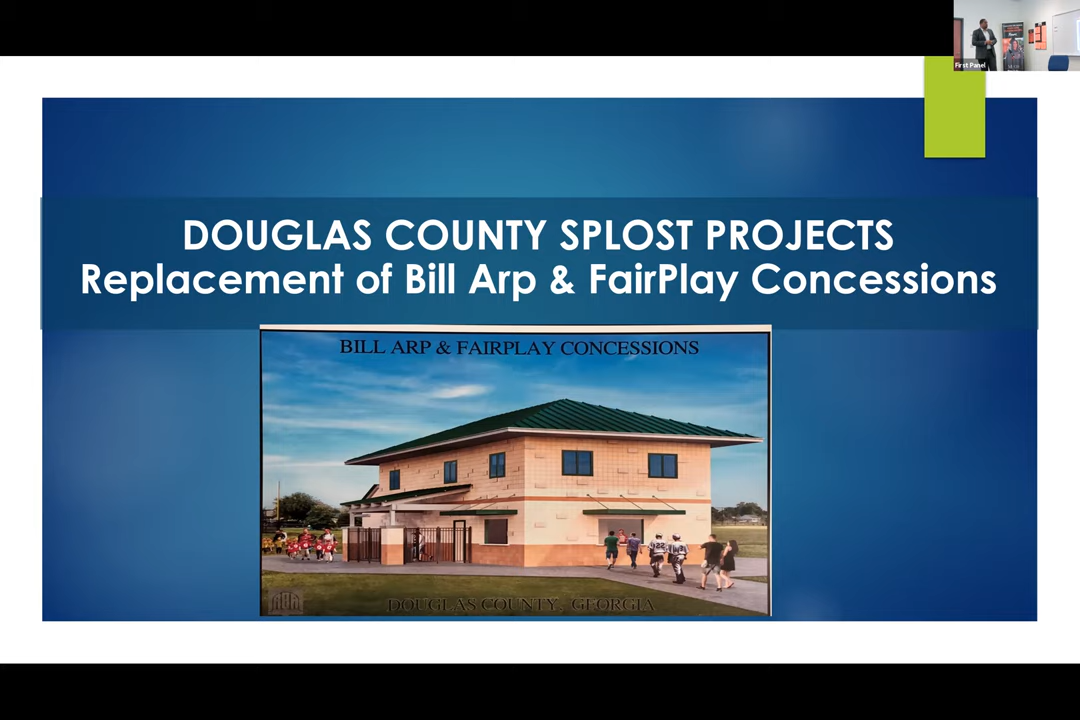 First Panel
DOUGLAS COUNTY SPLOST PROJECTS
Replacement of Bill Arp & FairPlay Concessions
BILL ARP & FAIRPLAY CONCESSIONS
DOUGLAS COUNTY, GEORGIA